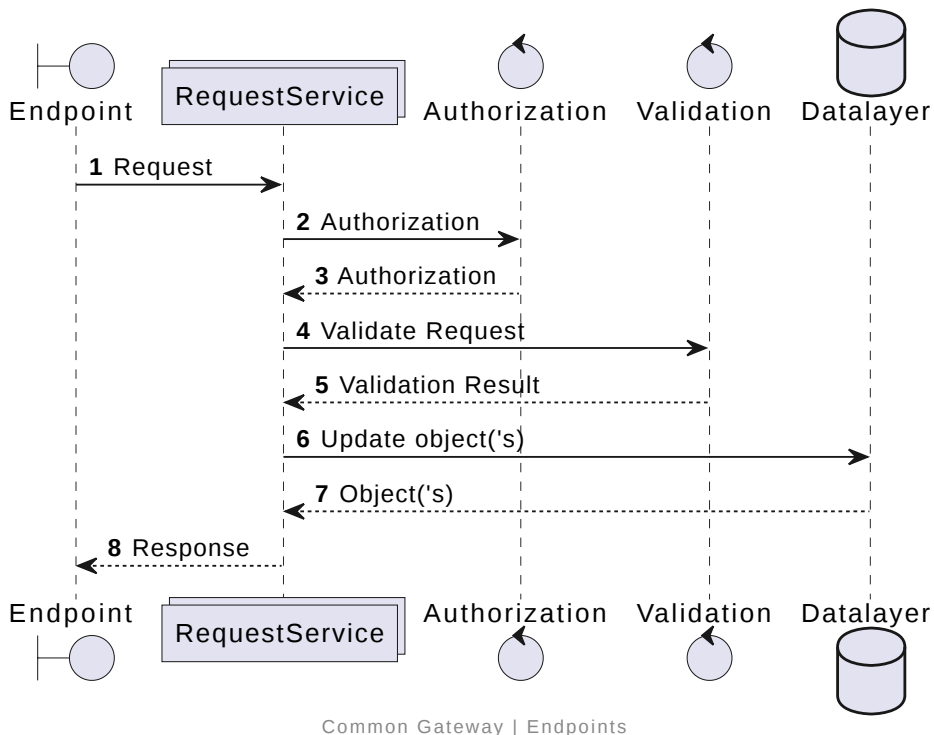 Endpoint RequestService Authorization Validation Datalayer
1 Request
2 Authorization
3 Authorization
4 Validate Request
5 Validation Result
6 Update object('s)
7 Object('s)
8 Response
Endpoint RequestService Authorization Validation Datalayer
Common Gateway | Endpoints